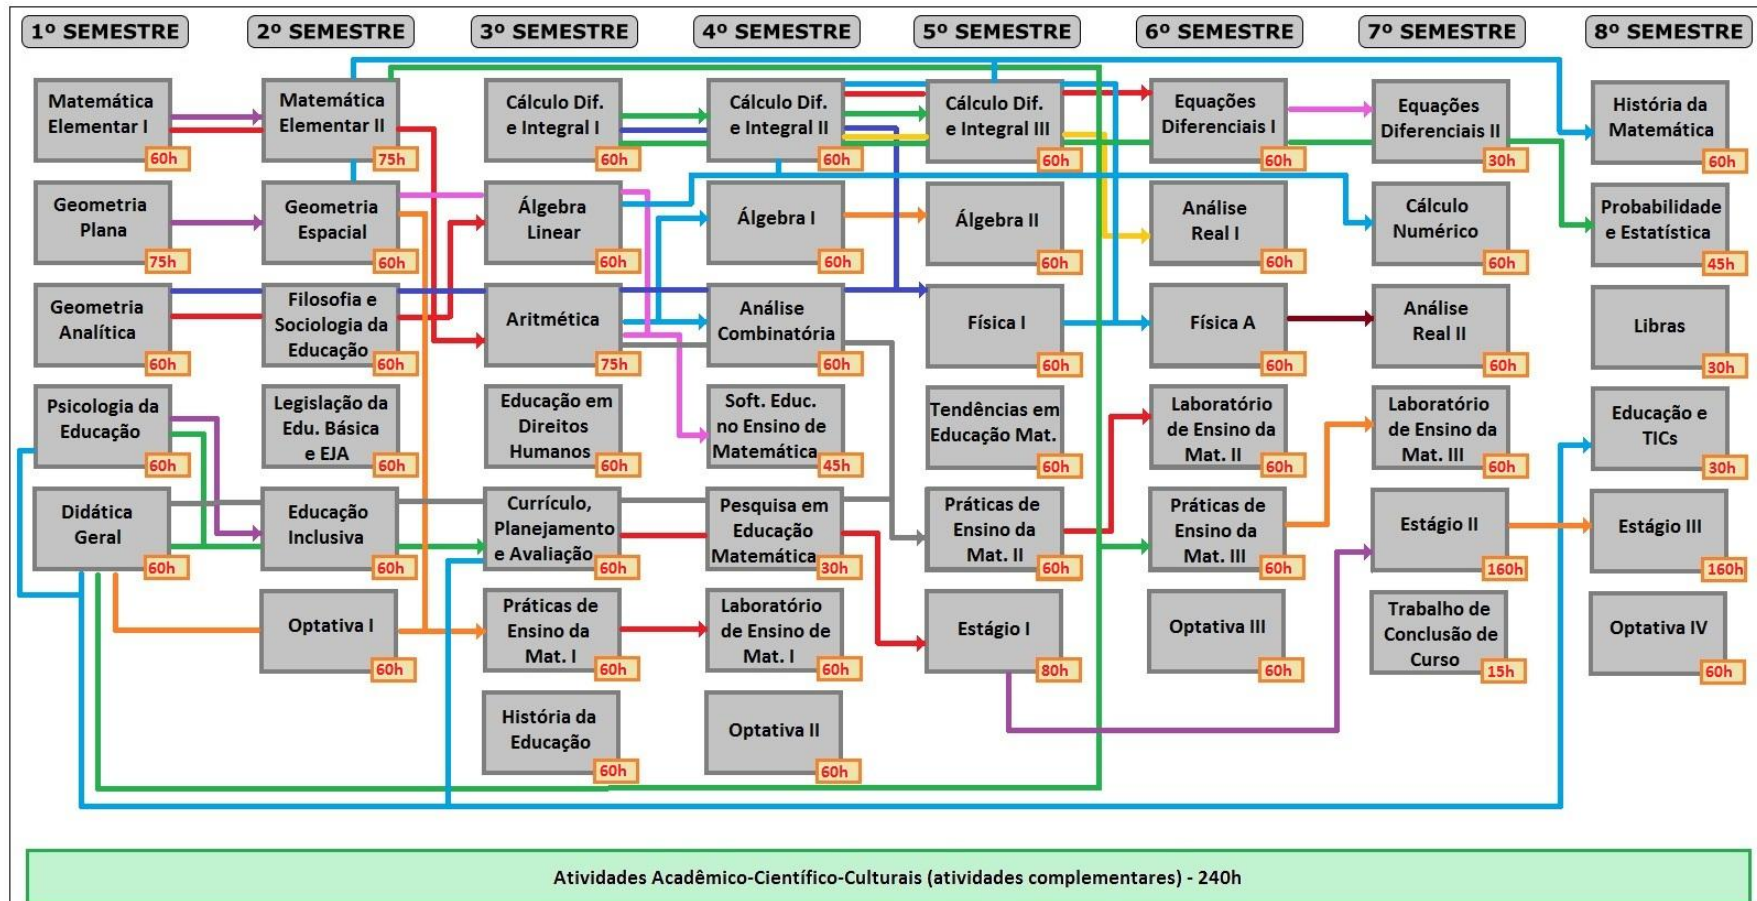 1º SEMESTRE
2º SEMESTRE
3º SEMESTRE
4º SEMESTRE
5º SEMESTRE
6º SEMESTRE
7º SEMESTRE
8º SEMESTRE
Matemática
Elementar I
60h
Matemática
Elementar II
75h
Cálculo Dif.
e Integral I
60h
Cálculo Dif.
e Integral II
60h
Cálculo Dif.
e Integral III
60h
Equações
Diferenciais I
60h
Equações
Diferenciais II
30h
História da
Matemática
60h
Geometria
Plana
75h
Geometria
Espacial
60h
Álgebra
Linear
60h
Álgebra I
60h
Álgebra II
60h
Análise
Real I
60h
Cálculo
Numérico
60h
Probabilidade
e Estatística
45h
Geometria
Analítica
60h
Filosofia e
Sociologia da
Educação
60h
Aritmética
75h
Análise
Combinatória
60h
Física I
60h
Física A
60h
Análise
Real II
60h
Libras
30h
Psicologia da
Educação
60h
Legislação da
Edu. Básica
e EJA
60h
Educação em
Direitos
Humanos
60h
Soft. Educ.
no Ensino de
Matemática
45h
Tendências em
Educação Mat.
60h
Laboratório
de Ensino da
Mat. II
60h
Laboratório
de Ensino da
Mat. III
60h
Educação e
TICs
30h
Didática
Geral
60h
Educação
Inclusiva
60h
Currículo,
Planejamento
e Avaliação
60h
Pesquisa em
Educação
Matemática
30h
Práticas de
Ensino da
Mat. II
60h
Práticas de
Ensino da
Mat. III
60h
Estágio II
160h
Estágio III
160h
Optativa I
60h
Práticas de
Ensino da
Mat. I
60h
Laboratório
de Ensino de
Mat. I
60h
Estágio I
80h
Optativa III
60h
Trabalho de
Conclusão de
Curso
15h
Optativa IV
60h
História da
Educação
60h
Optativa II
60h
Atividades Acadêmico-Científico-Culturais (atividades complementares) - 240h